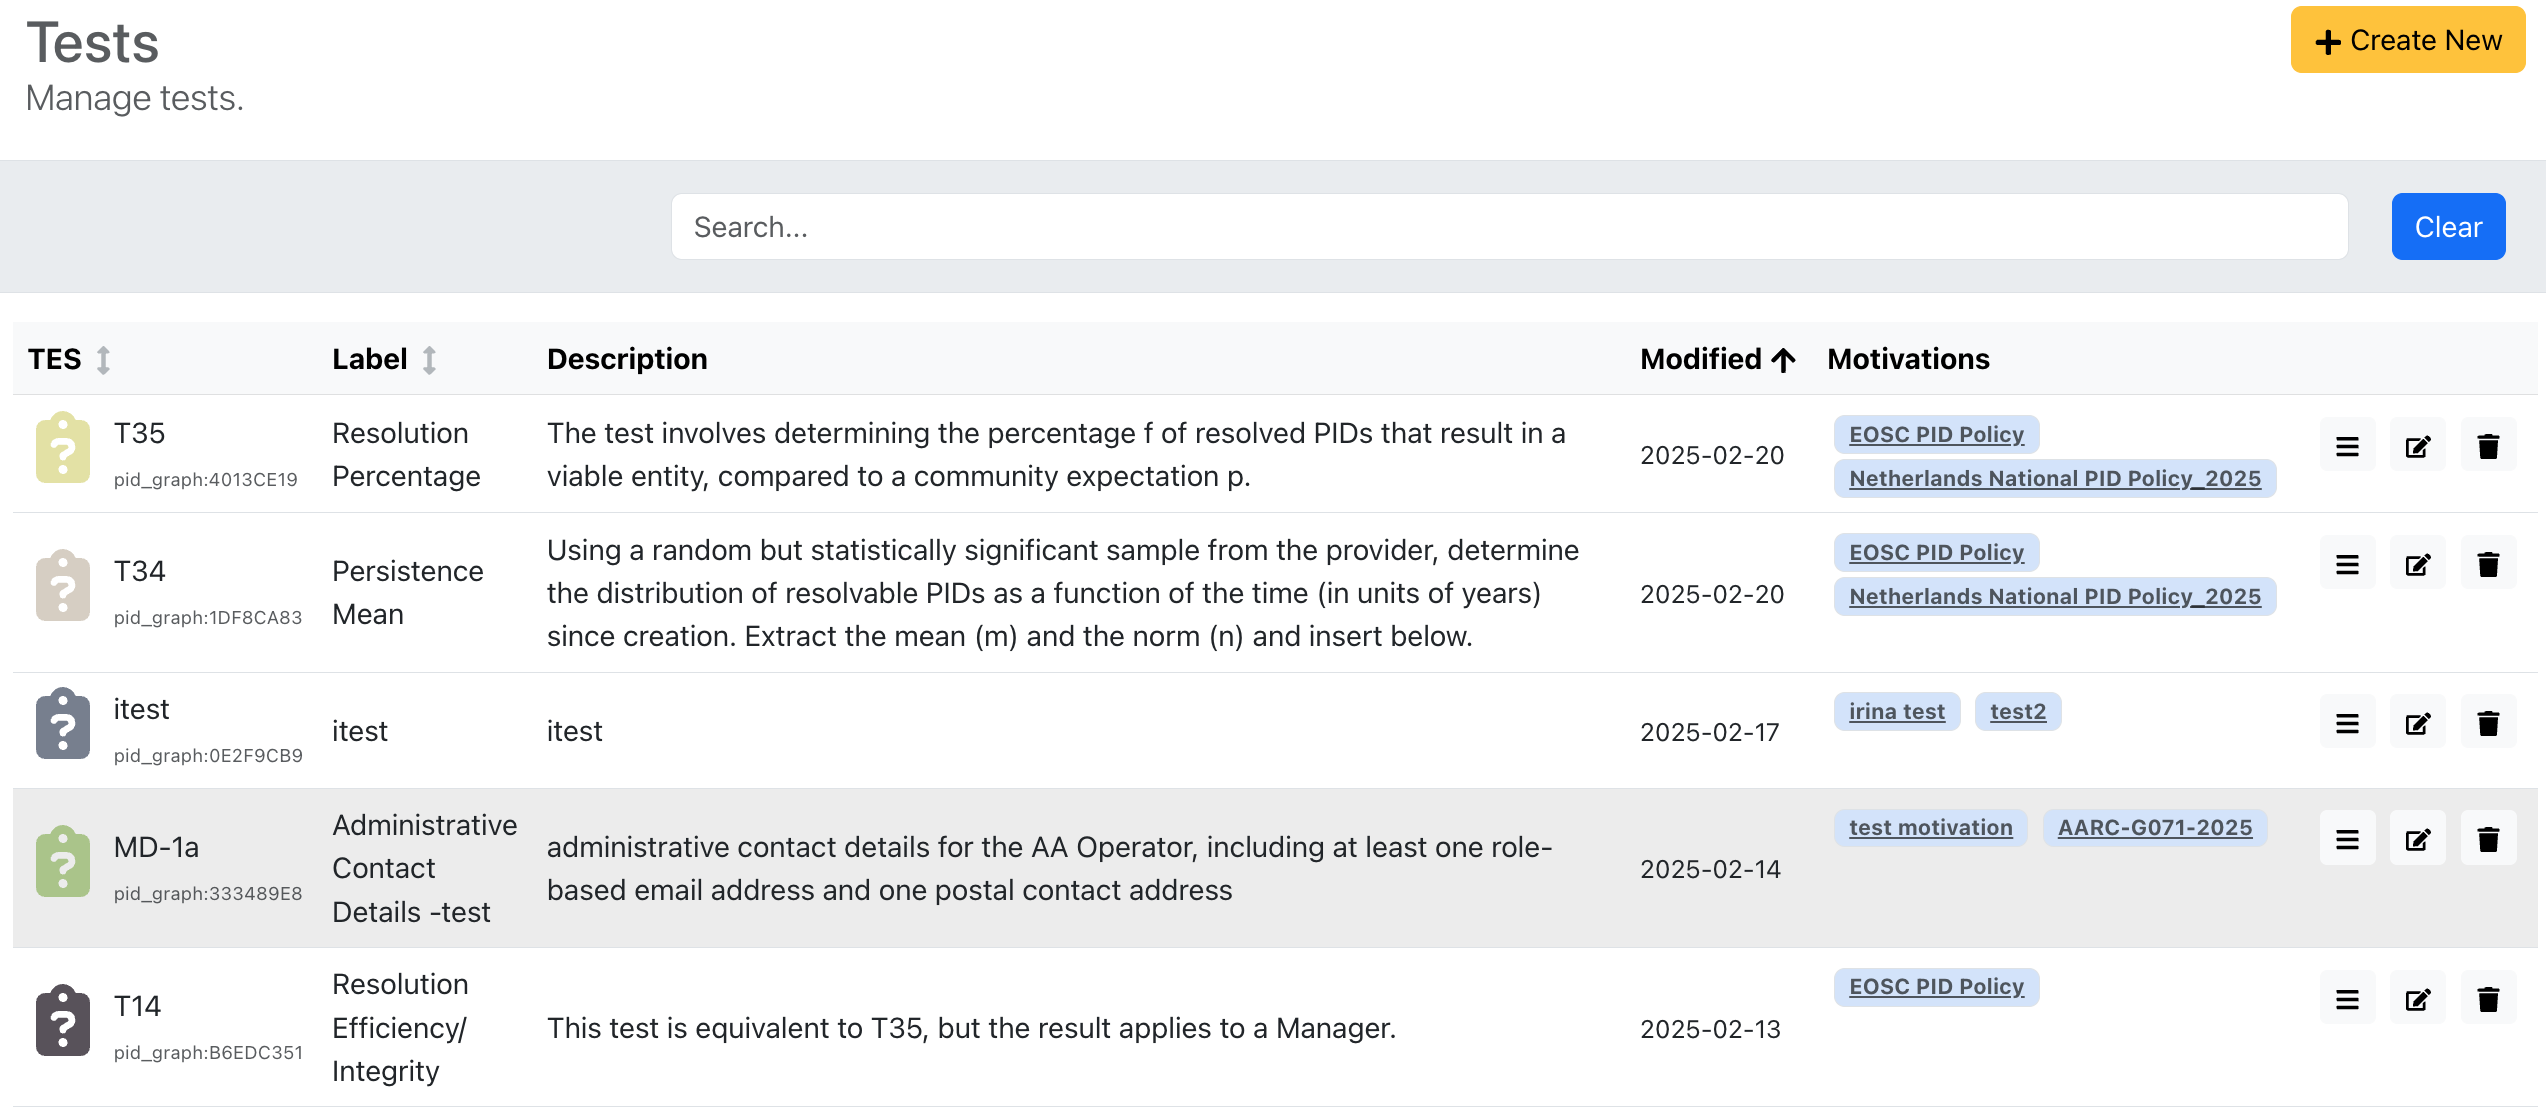 Tests
Manage tests.
Create New
Search...
Clear
TES Label Description Modified Motivations
T35
pid_graph:4013CE19
Resolution
Percentage
The test involves determining the percentage f of resolved PIDs that result in a
viable entity, compared to a community expectation p.
2025-02-20
EOSC PID Policy
Netherlands National PID Policy_2025
T34
pid_graph:1DF8CA83
Persistence
Mean
Using a random but statistically significant sample from the provider, determine
the distribution of resolvable PIDs as a function of the time (in units of years)
since creation. Extract the mean (m) and the norm (n) and insert below.
2025-02-20
EOSC PID Policy
Netherlands National PID Policy_2025
itest
pid_graph:0E2F9CB9
itest
itest
2025-02-17
irina test test2
MD-1a
pid_graph:333489E8
Administrative
Contact
Details -test
administrative contact details for the AA Operator, including at least one role-
based email address and one postal contact address
2025-02-14
test motivation AARC-G071-2025
T14
pid_graph:B6EDC351
Resolution
Efficiency/
Integrity
This test is equivalent to T35, but the result applies to a Manager.
2025-02-13
EOSC PID Policy